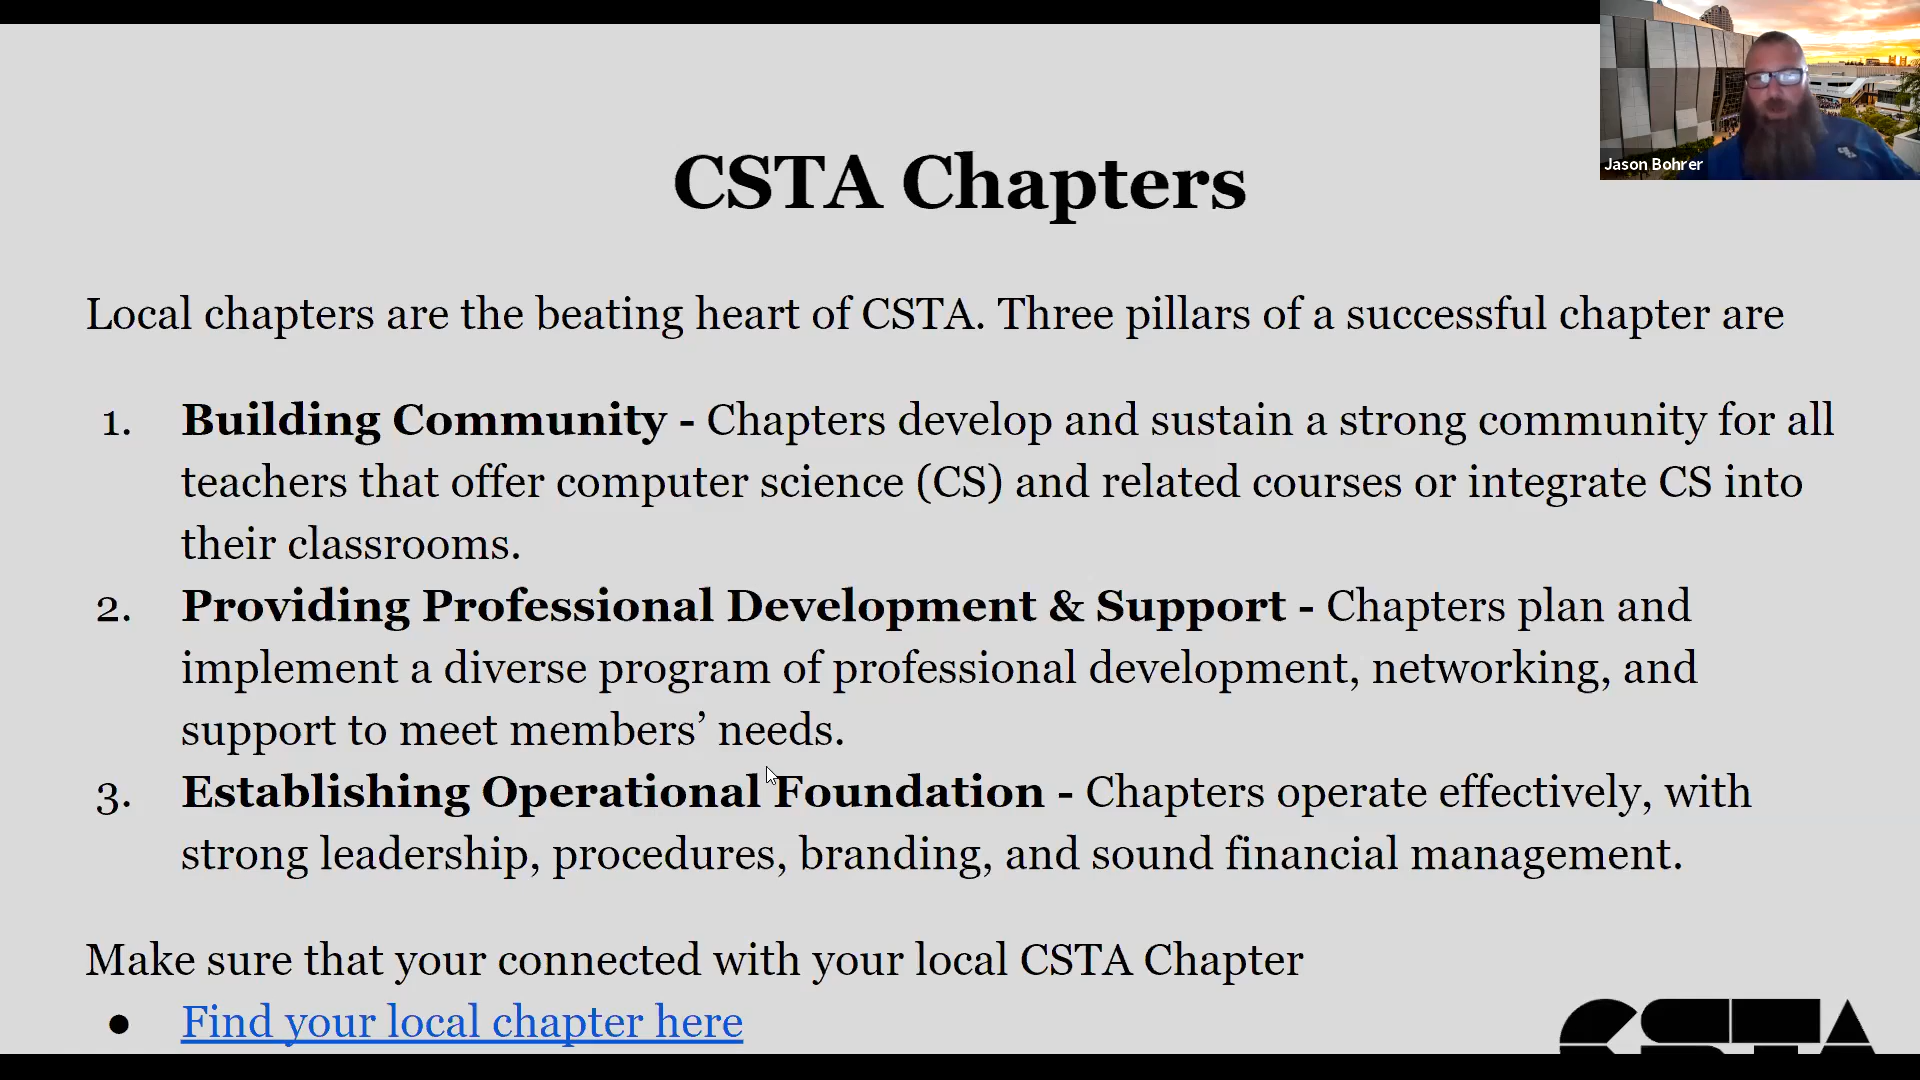 CSTA Chapters
Jason Bohrer
Local chapters are the beating heart of CSTA. Three pillars of a successful chapter are
1. Building Community - Chapters develop and sustain a strong community for all
teachers that offer computer science (CS) and related courses or integrate CS into
their classrooms.
2. Providing Professional Development & Support - Chapters plan and
implement a diverse program of professional development, networking, and
support to meet members’ needs.
3. Establishing Operational Foundation - Chapters operate effectively, with
strong leadership, procedures, branding, and sound financial management.
Make sure that your connected with your local CSTA Chapter
● Find your local chapter here
CSTA